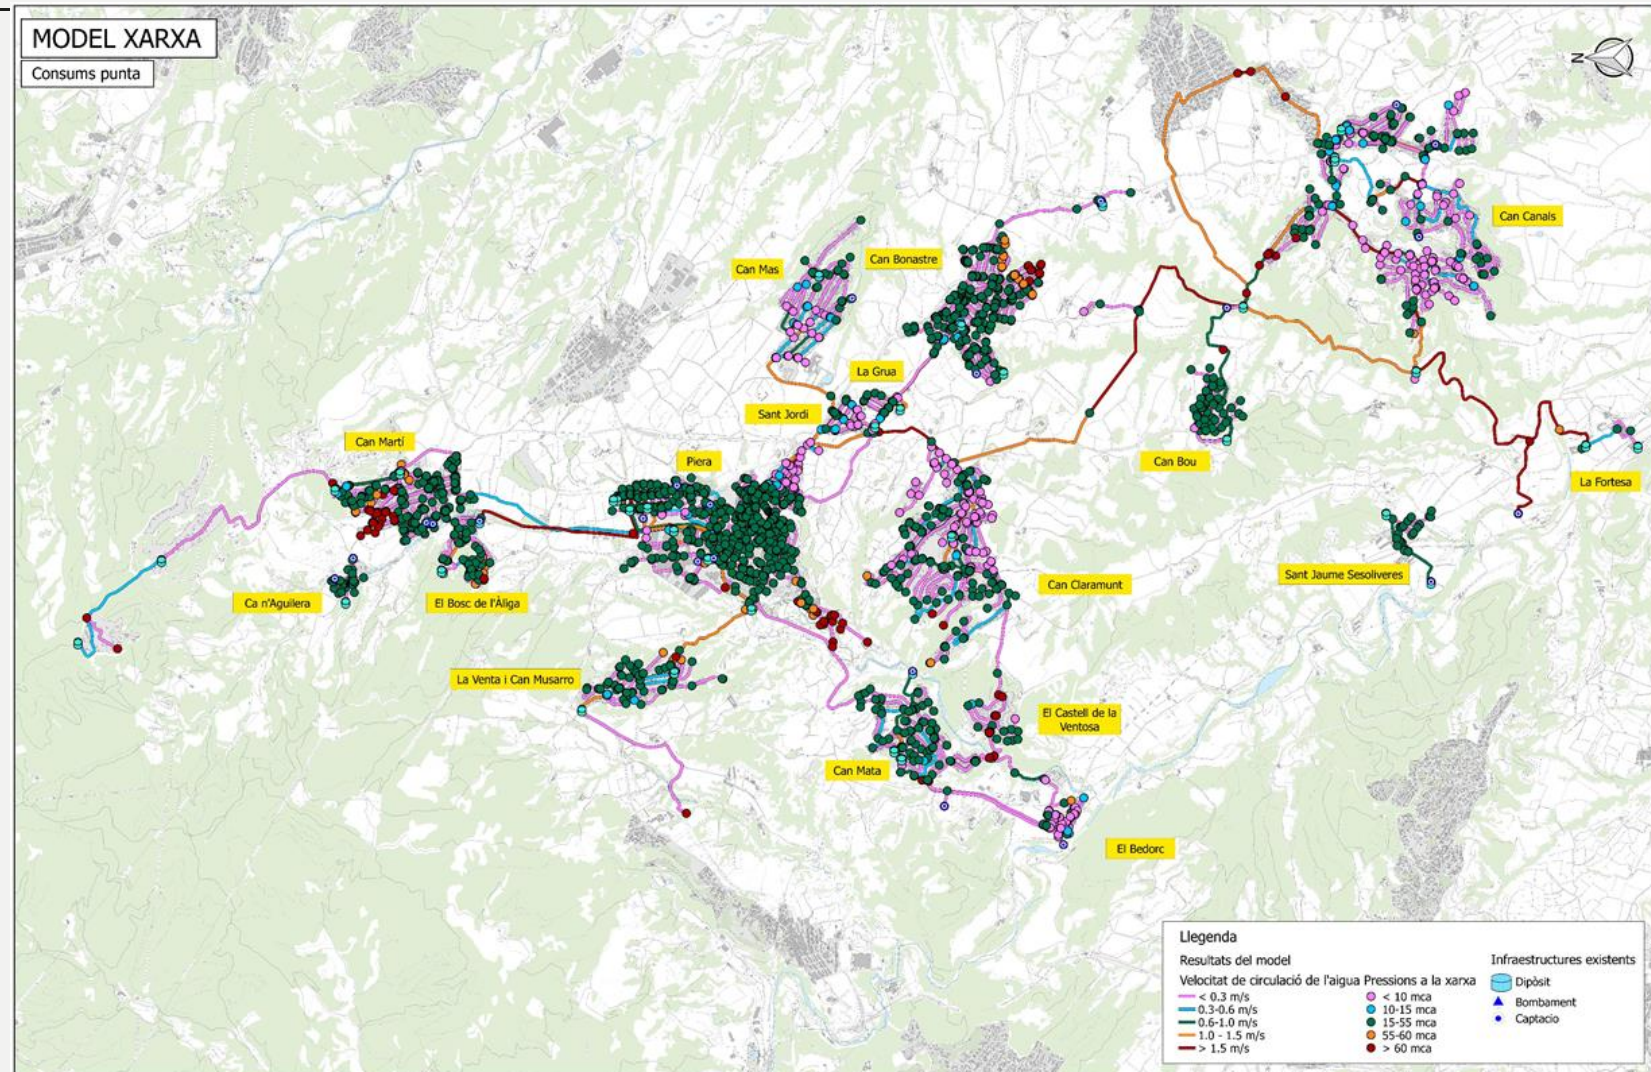 MODEL XARXA
Consums punta
N
Can Canals
Can Bonastre
Can Mas
La Grua
Sant Jordi
Can Martí
Piera
Can Bou
La Fortesa
Sant Jaume Sesoliveres
Can Claramunt
Ca n'Aguilera
El Bosc de l'Àliga
La Venta i Can Musarro
El Castell de la
Ventosa
Can Mata
El Bedorc
Llegenda
Resultats del model
Velocitat de circulació de l'aigua
< 0.3 m/s
0.3-0.6 m/s
0.6-1.0 m/s
1.0 - 1.5 m/s
> 1.5 m/s
Pressions a la xarxa
< 10 mca
10-15 mca
15-55 mca
55-60 mca
> 60 mca
Infraestructures existents
Dipòsit
Bombament
Captacio